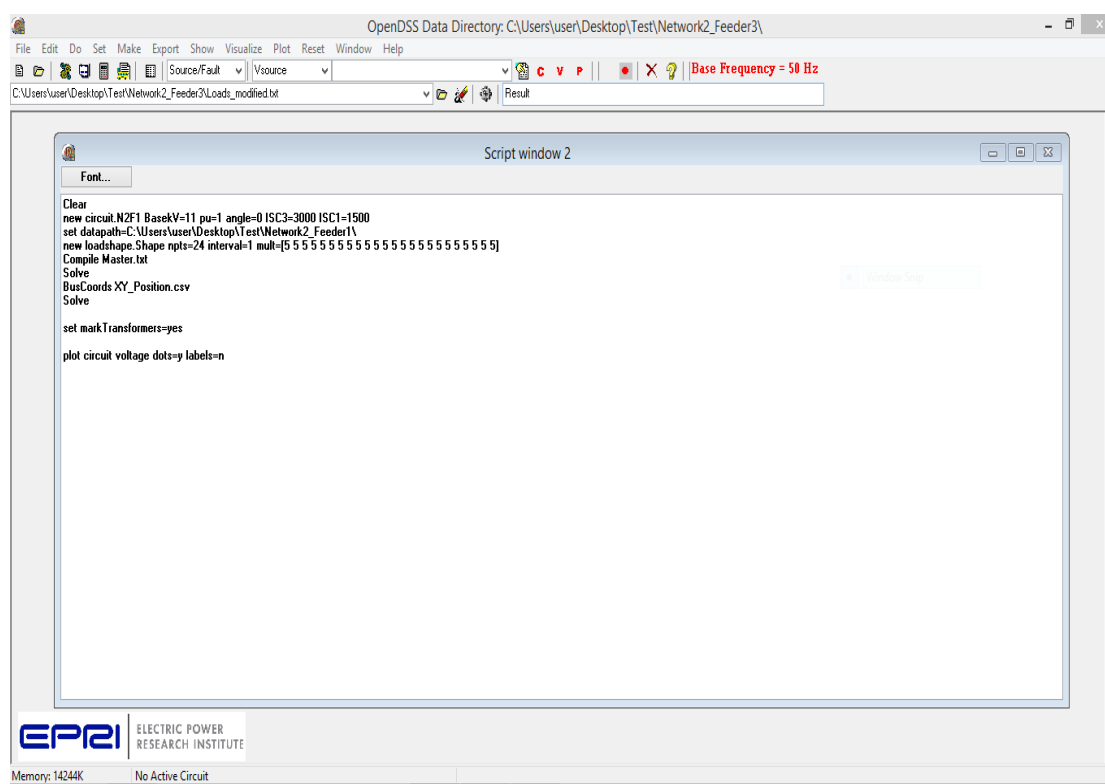 OpenDSS Data Directory: C:\Users\user\Desktop\Test\Network2_Feeder3\
File Edit Do Set Make Export Show Visualize Plot Reset Window Help
Source/Fault Vsource C V P Base Frequency = 50 Hz
C:\Users\user\Desktop\Test\Network2_Feeder3\Loads_modified.txt Result
Script window 2
Font...
Clear
new circuit.N2F1 BasekV=11 pu=1 angle=0 ISC3=3000 ISC1=1500
set datapath=C:\Users\user\Desktop\Test\Network2_Feeder1\
new loadshape.Shape npts=24 interval=1 mult=[5 5 5 5 5 5 5 5 5 5 5 5 5 5 5 5 5 5 5 5 5 5 5 5]
Compile Master.txt
Solve
BusCoords XY_Position.csv
Solve
set markTransformers=yes
plot circuit voltage dots=y labels=n
Window Snip
EPRI
ELECTRIC POWER
RESEARCH INSTITUTE
Memory: 14244K No Active Circuit